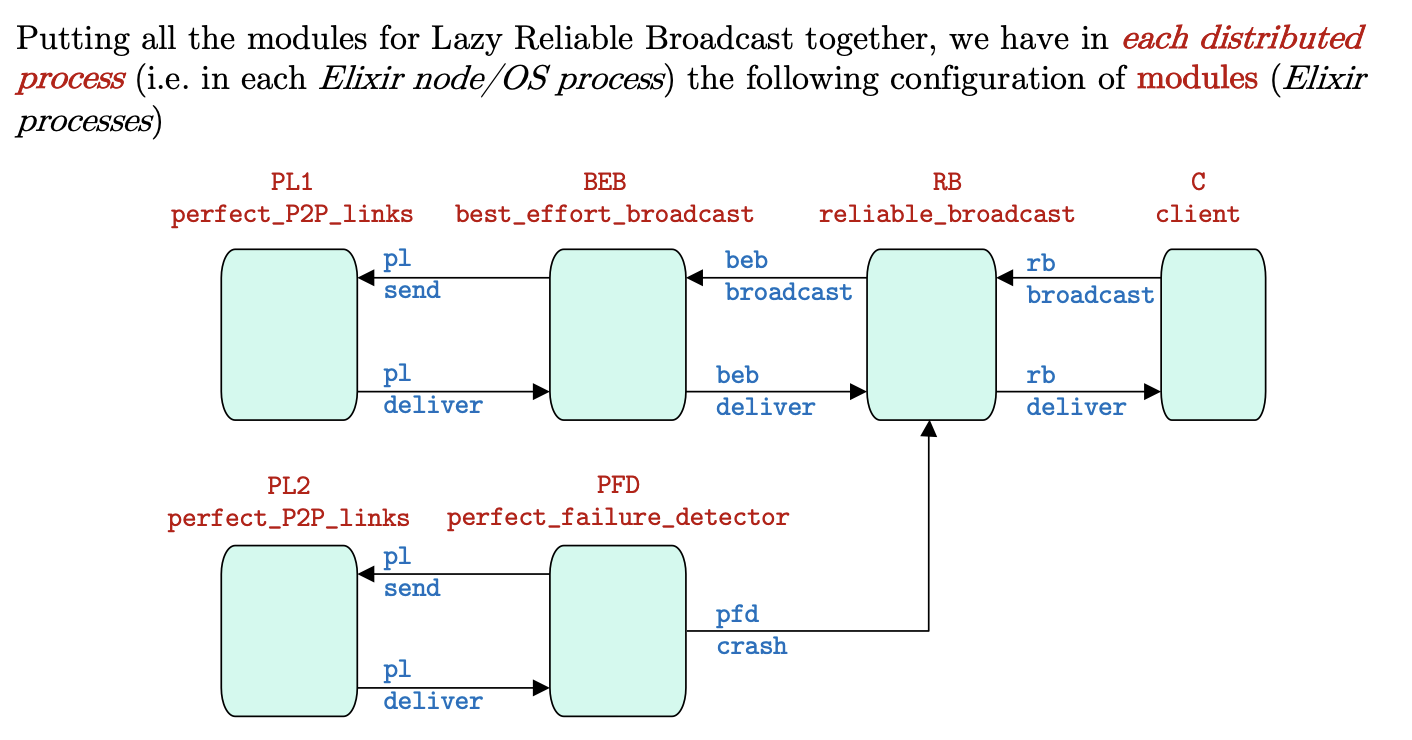 Putting all the modules for Lazy Reliable Broadcast together, we have in each distributed
process (i.e. in each Elixir node/OS process) the following configuration of modules (Elixir
processes)
PL1 BEB RB C
perfect_P2P_links best_effort_broadcast reliable_broadcast client
pl beb rb
send broadcast broadcast
pl beb rb
deliver deliver deliver
PL2 PFD
perfect_P2P_links perfect_failure_detector
pl
send
pfd
crash
pl
deliver